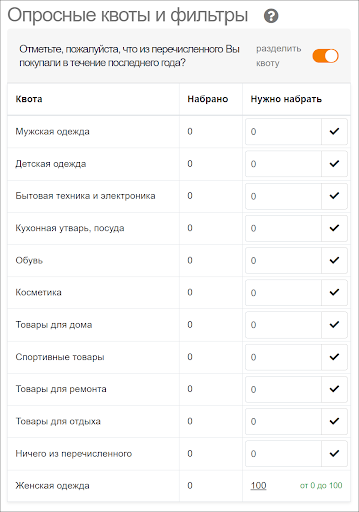 Опросные квоты и фильтры ?
Отметьте, пожалуйста, что из перечисленного Вы разделить
покупали в течение последнего года? квоту
Квота Набрано Нужно набрать
Мужская одежда 0 0
Детская одежда 0 0
Бытовая техника и электроника 0 0
Кухонная утварь, посуда 0 0
Обувь 0 0
Косметика 0 0
Товары для дома 0 0
Спортивные товары 0 0
Товары для ремонта 0 0
Товары для отдыха 0 0
Ничего из перечисленного 0 0
Женская одежда 0 100 от 0 до 100